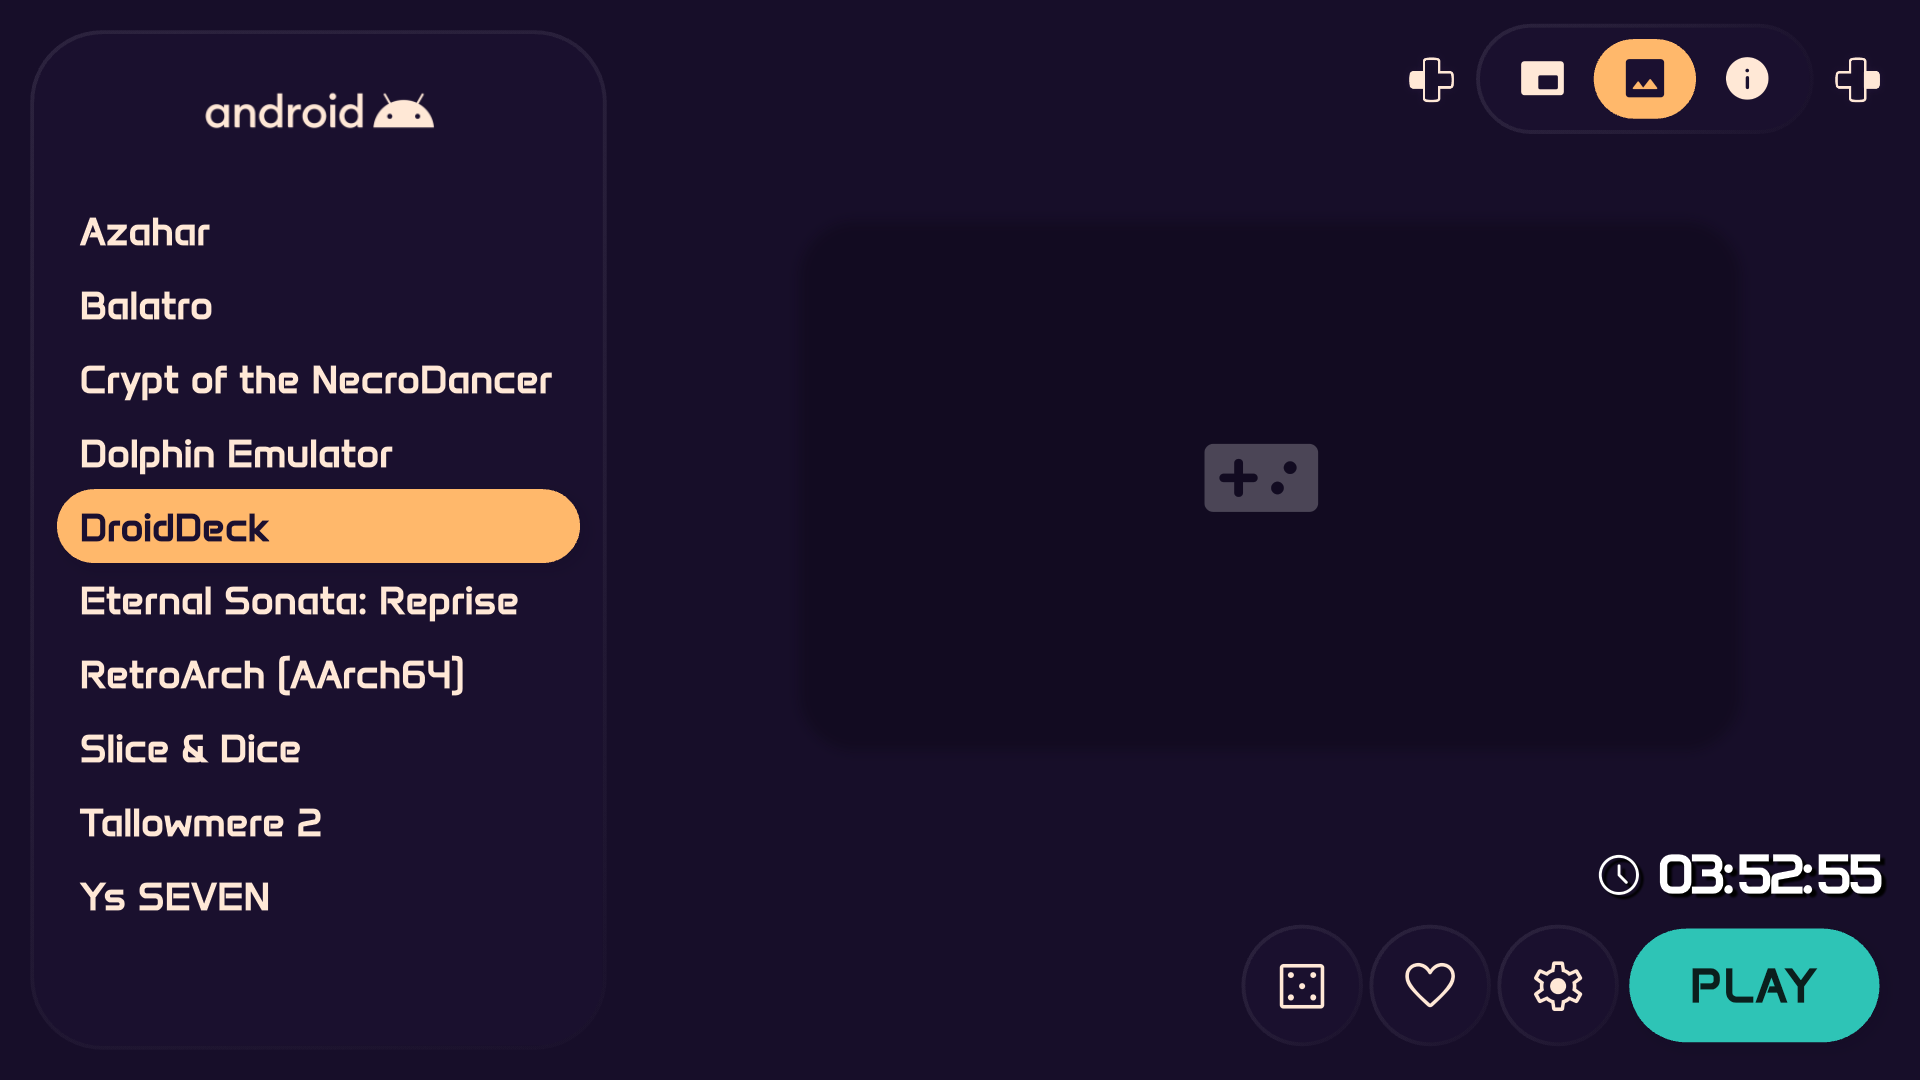 android
Azahar
Balatro
Crypt of the NecroDancer
Dolphin Emulator
DroidDeck
Eternal Sonata: Reprise
RetroArch (AArch64)
Slice & Dice
Tallowmere 2
Ys SEVEN
03:52:55
PLAY